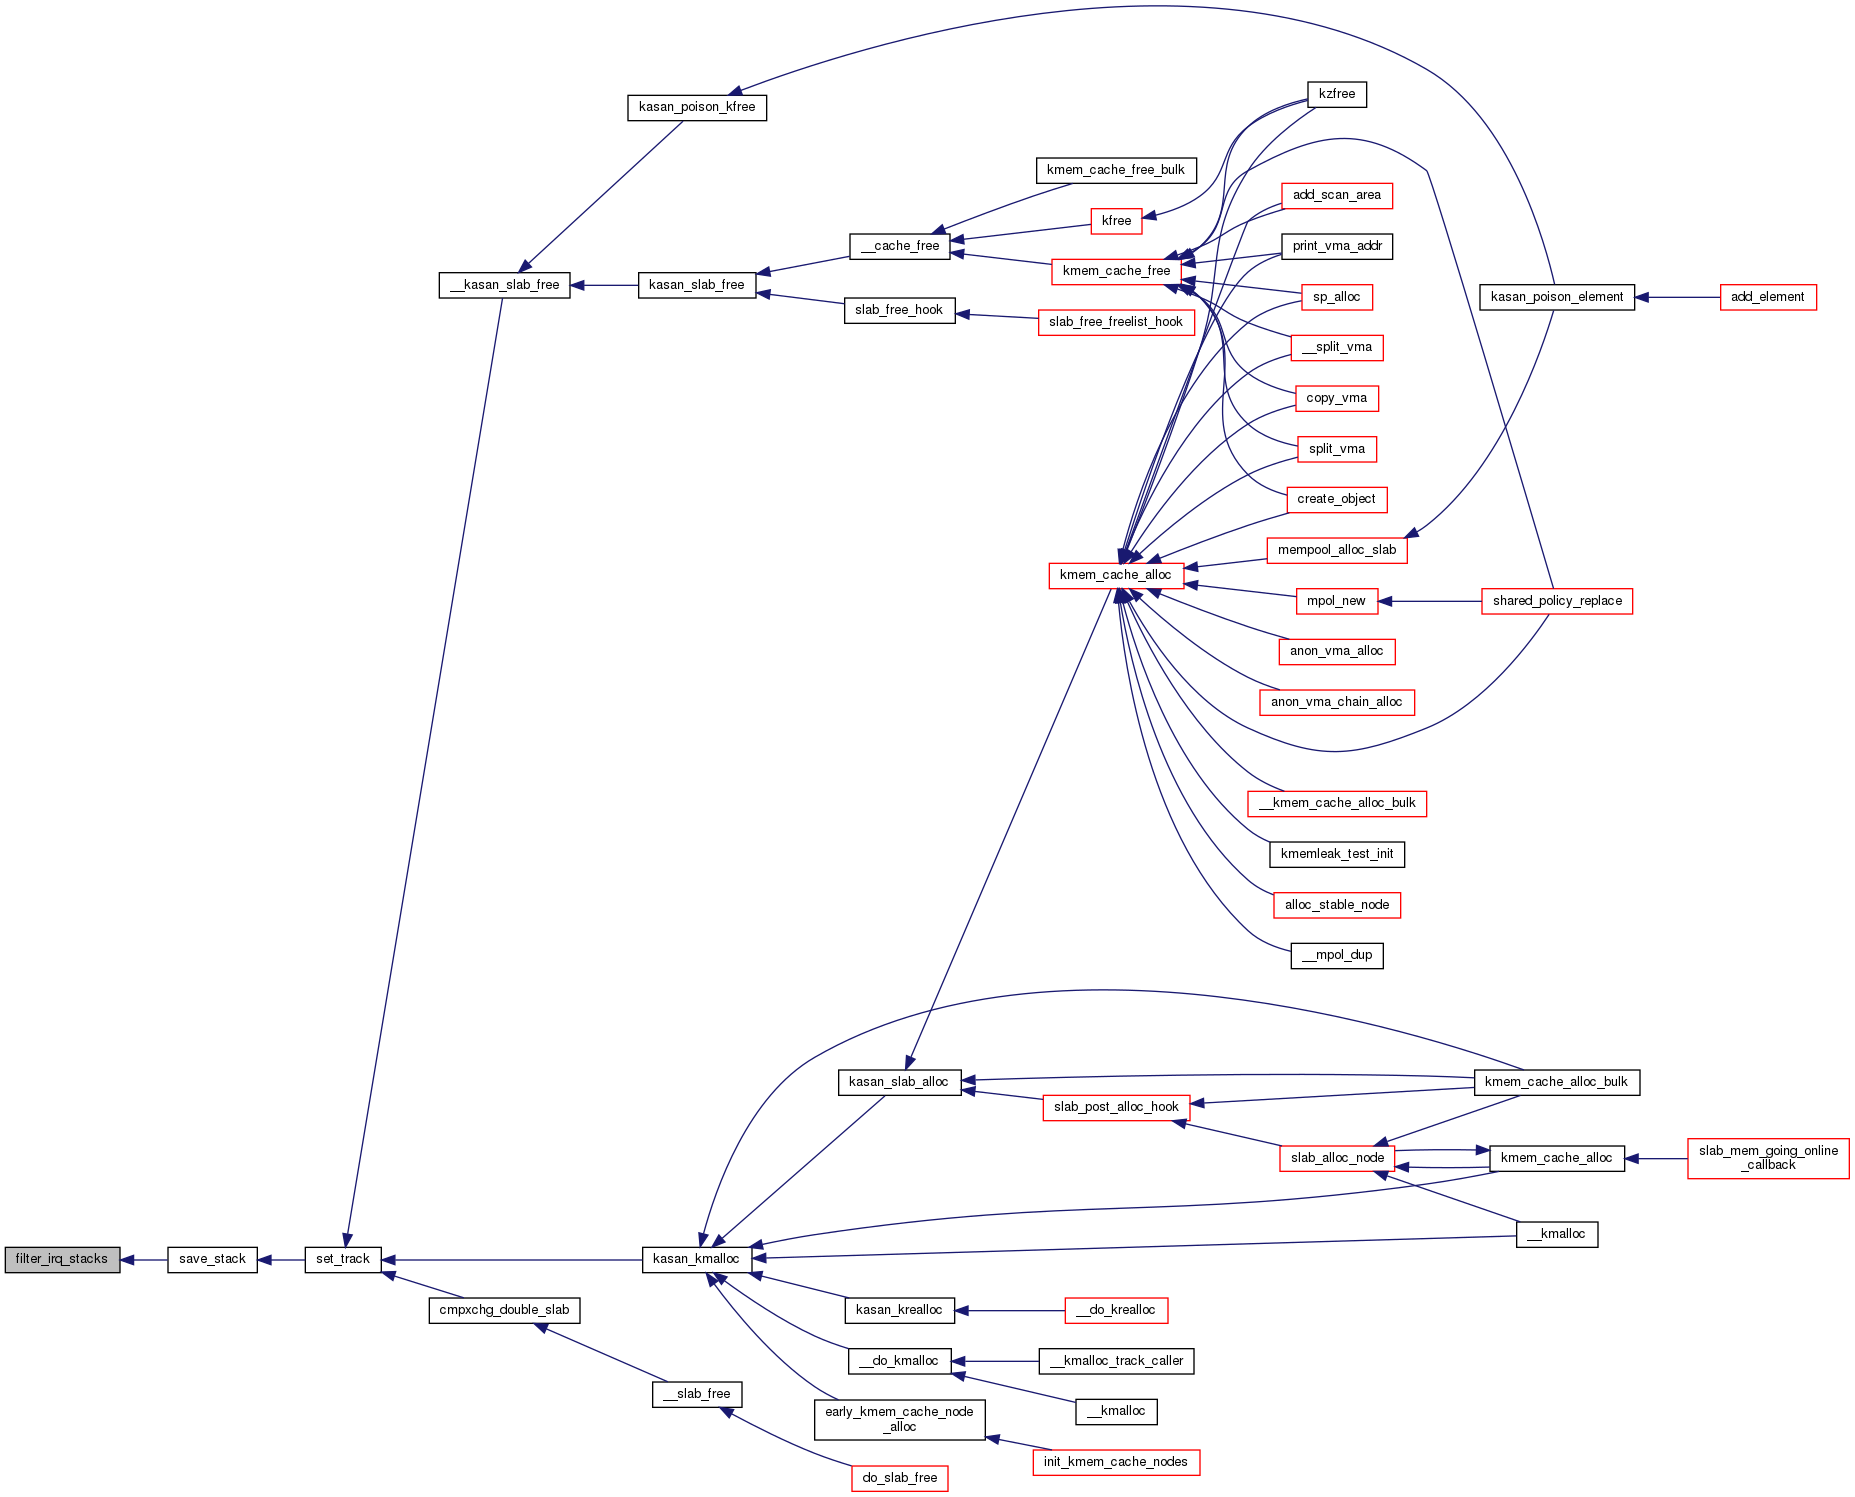 kasan_poison_kfree
kzfree
kmem_cache_free_bulk
add_scan_area
kfree
__cache_free
print_vma_addr
kmem_cache_free
__kasan_slab_free
kasan_slab_free
sp_alloc
kasan_poison_element
add_element
slab_free_hook
slab_free_freelist_hook
__split_vma
copy_vma
split_vma
create_object
mempool_alloc_slab
kmem_cache_alloc
mpol_new
shared_policy_replace
anon_vma_alloc
anon_vma_chain_alloc
__kmem_cache_alloc_bulk
kmemleak_test_init
alloc_stable_node
__mpol_dup
kasan_slab_alloc
kmem_cache_alloc_bulk
slab_post_alloc_hook
slab_alloc_node
kmem_cache_alloc
slab_mem_going_online
_callback
__kmalloc
filter_irq_stacks
save_stack
set_track
kasan_kmalloc
cmpxchg_double_slab
kasan_krealloc
__do_krealloc
__do_kmalloc
__kmalloc_track_caller
__slab_free
early_kmem_cache_node
_alloc
__kmalloc
init_kmem_cache_nodes
do_slab_free